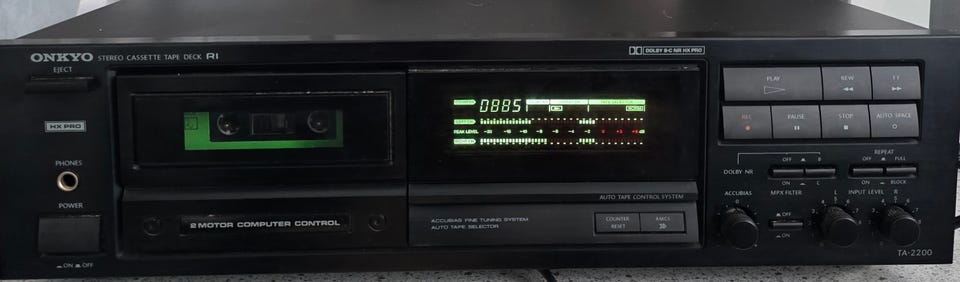 ONKYO STEREO CASSETTE TAPE DECK RI
EJECT
HX PRO
PHONES
POWER
ON OFF
2 MOTOR COMPUTER CONTROL
0885
PEAK LEVEL
DOLBY B-C NR HX PRO
AUTO TAPE CONTROL SYSTEM
ACCUBIAS FINE TUNING SYSTEM
AUTO TAPE SELECTOR
COUNTER
RESET
AMCS
PLAY
REW
FF
REC
PAUSE
STOP
AUTO SPACE
REPEAT
OFF B
OFF FULL
DOLBY NR
ON C
ON BLOCK
ACCUBIAS
MPX FILTER
L INPUT LEVEL R
OFF
ON
TA-2200